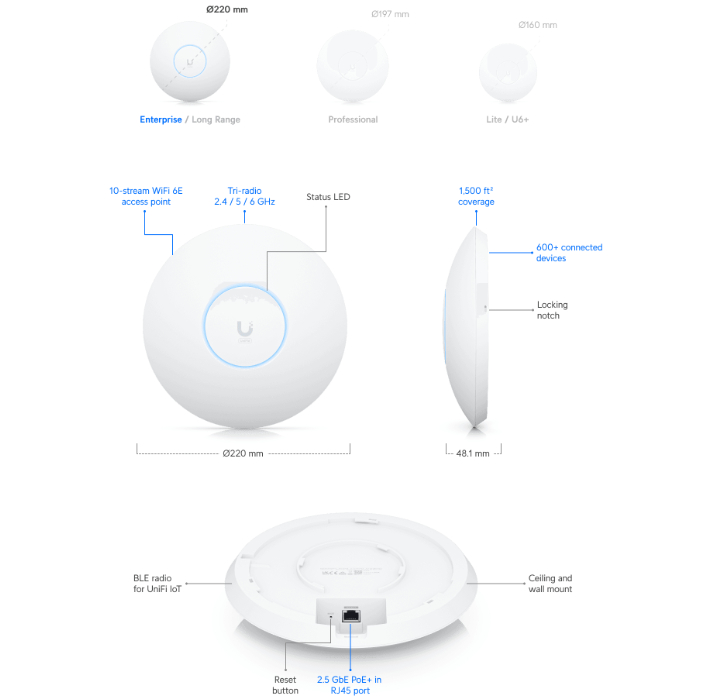 Ø220 mm
Ø197 mm
Ø160 mm
Enterprise / Long Range
Professional
Lite / U6+
10-stream WiFi 6E
access point
Tri-radio
2.4 / 5 / 6 GHz
Status LED
1,500 ft²
coverage
600+ connected
devices
Locking
notch
Ø220 mm
48.1 mm
BLE radio
for UniFi IoT
Ceiling and
wall mount
Reset
button
2.5 GbE PoE+ in
RJ45 port